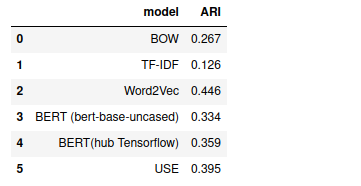 model ARI
0 BOW 0.267
1 TF-IDF 0.126
2 Word2Vec 0.446
3 BERT (bert-base-uncased) 0.334
4 BERT(hub Tensorflow) 0.359
5 USE 0.395